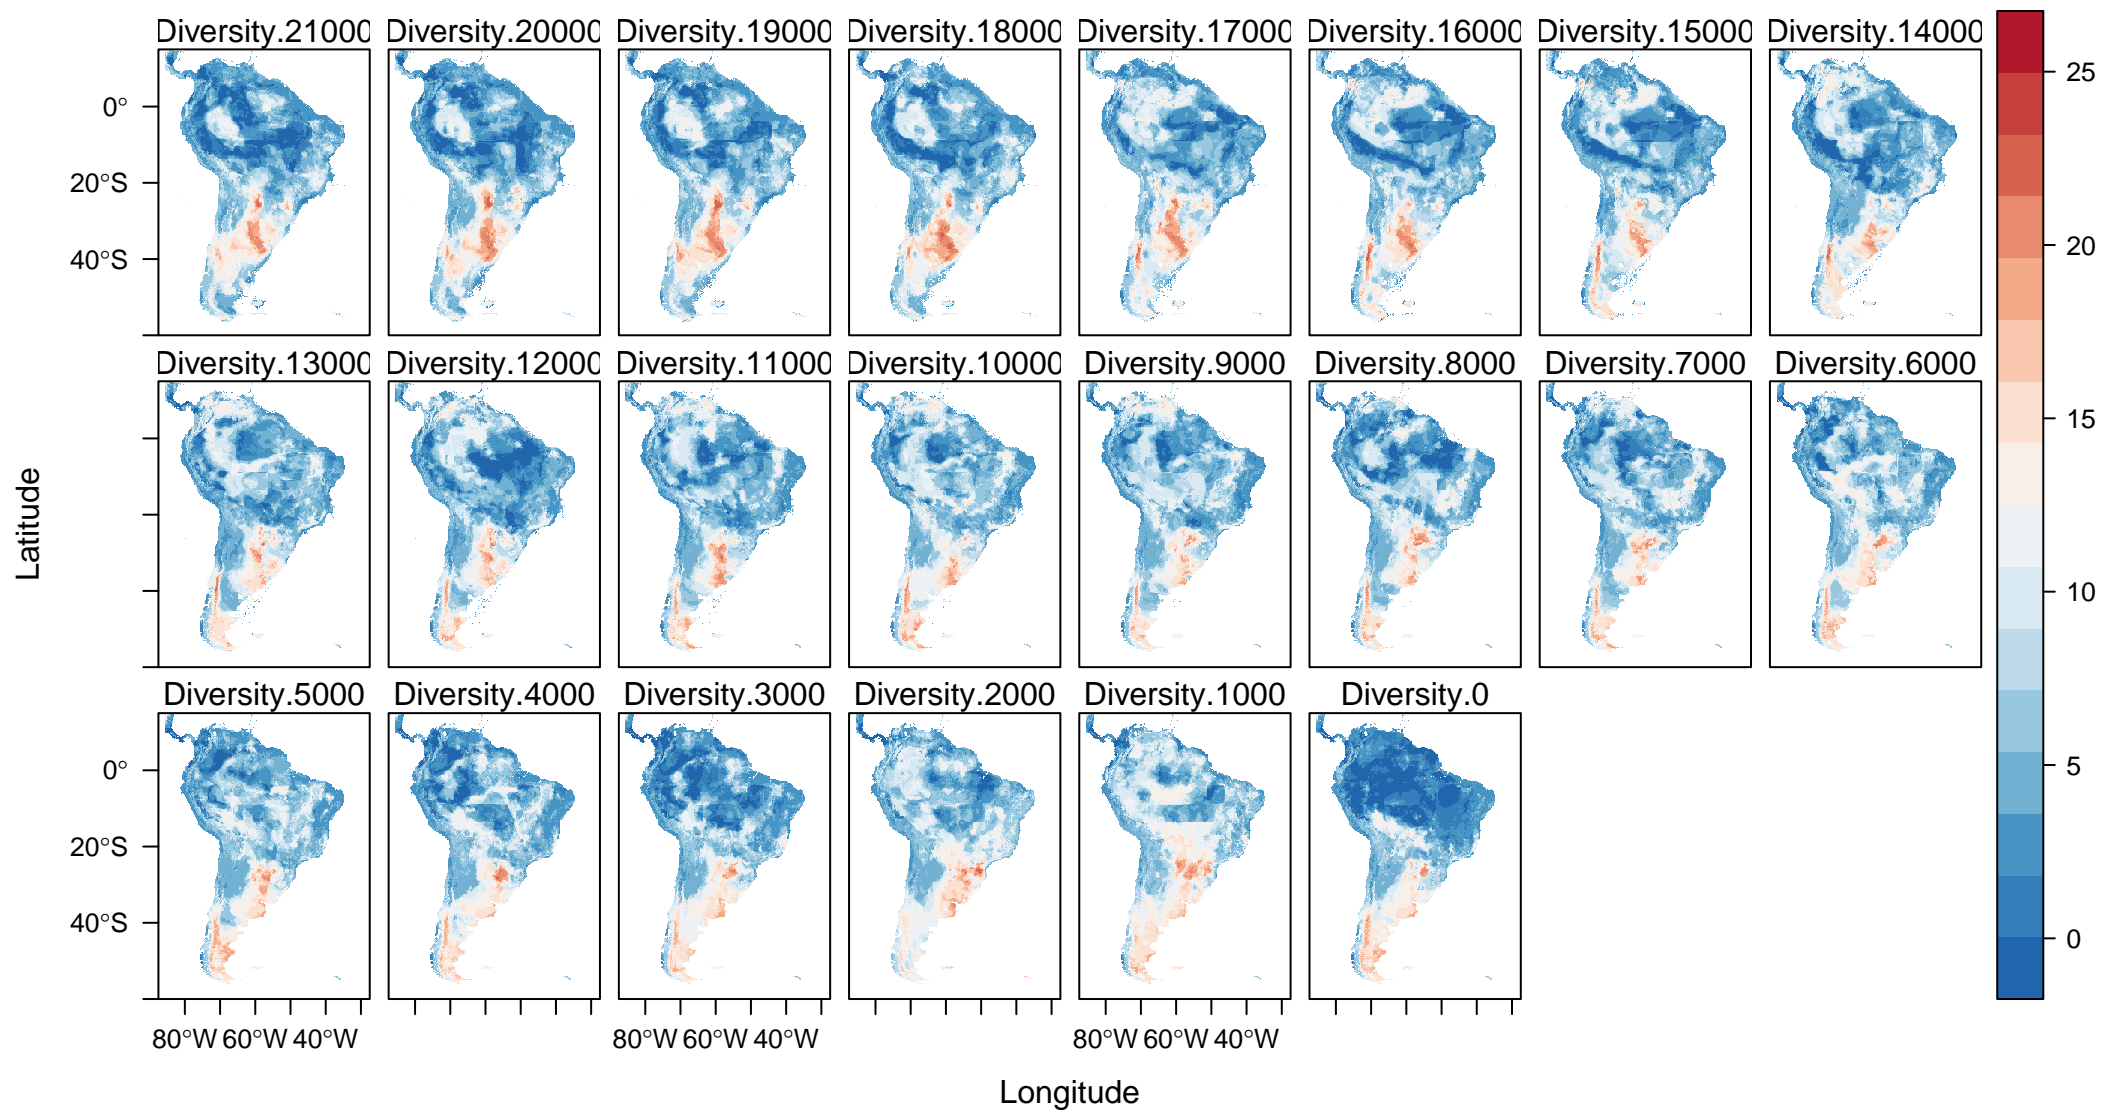 Diversity.21000 Diversity.20000 Diversity.19000 Diversity.18000 Diversity.17000 Diversity.16000 Diversity.15000 Diversity.14000
0°
20°S
40°S
Diversity.13000 Diversity.12000 Diversity.11000 Diversity.10000 Diversity.9000 Diversity.8000 Diversity.7000 Diversity.6000
Diversity.5000 Diversity.4000 Diversity.3000 Diversity.2000 Diversity.1000 Diversity.0
0°
20°S
40°S
80°W 60°W 40°W 80°W 60°W 40°W 80°W 60°W 40°W
Longitude
Latitude
25
20
15
10
5
0